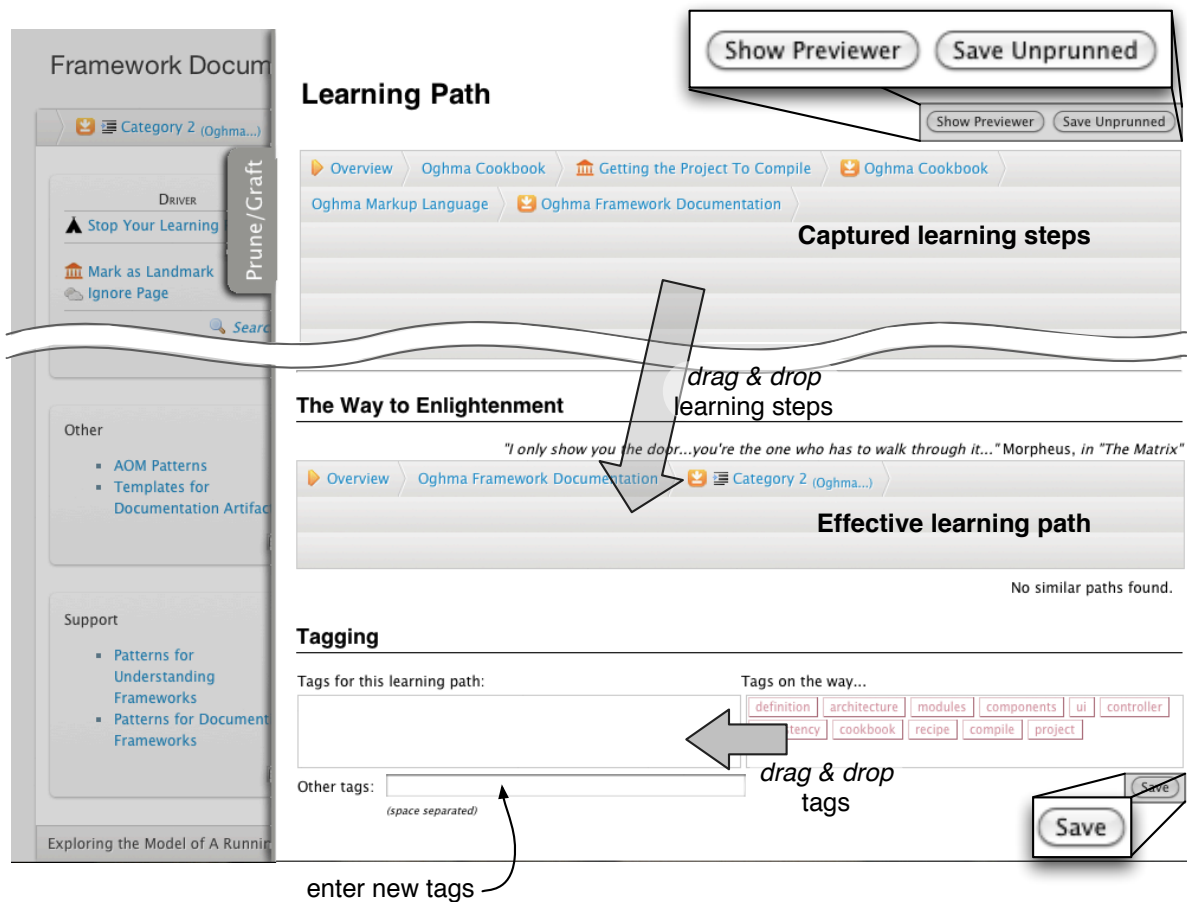 Framework Docum
Category 2 (Oghma...)
Prune/Graft
DRIVER
Stop Your Learning
Mark as Landmark
Ignore Page
Searc
Other
AOM Patterns
Templates for
Documentation Artifac
Support
Patterns for
Understanding
Frameworks
Patterns for Document
Frameworks
Exploring the Model of A Runnin
Show Previewer Save Unprunned
Learning Path
Show Previewer Save Unprunned
Overview Oghma Cookbook Getting the Project To Compile Oghma Cookbook
Oghma Markup Language Oghma Framework Documentation
Captured learning steps
drag & drop
learning steps
The Way to Enlightenment
"I only show you the door...you're the one who has to walk through it..." Morpheus, in "The Matrix"
Overview Oghma Framework Documentation Category 2 (Oghma...)
Effective learning path
No similar paths found.
Tagging
Tags for this learning path: Tags on the way...
definition architecture modules components ui controller
tency cookbook recipe compile project
drag & drop
tags
Other tags:
(space separated)
Save
Save
enter new tags